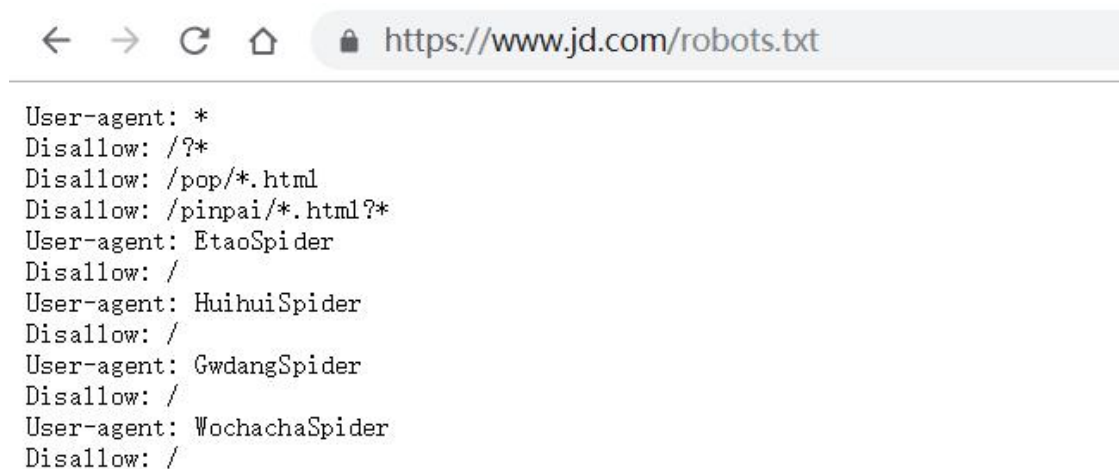 https://www.jd.com/robots.txt
User-agent: *
Disallow: /?*
Disallow: /pop/*.html
Disallow: /pinpai/*.html?*
User-agent: EtaoSpider
Disallow: /
User-agent: HuihuiSpider
Disallow: /
User-agent: GwdangSpider
Disallow: /
User-agent: WochachaSpider
Disallow: /